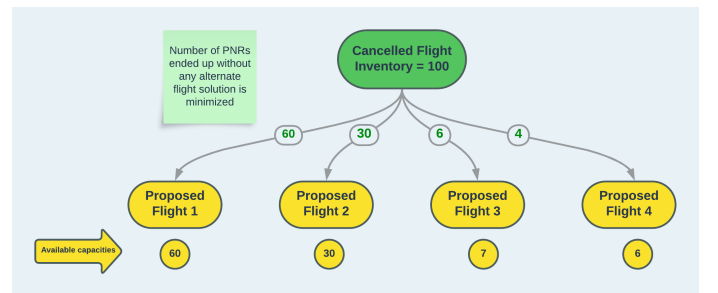 Number of PNRs
ended up without
any alternate
flight solution is
minimized
Cancelled Flight
Inventory = 100
60
30
6
4
Proposed
Flight 1
Proposed
Flight 2
Proposed
Flight 3
Proposed
Flight 4
Available capacities
60
30
7
6